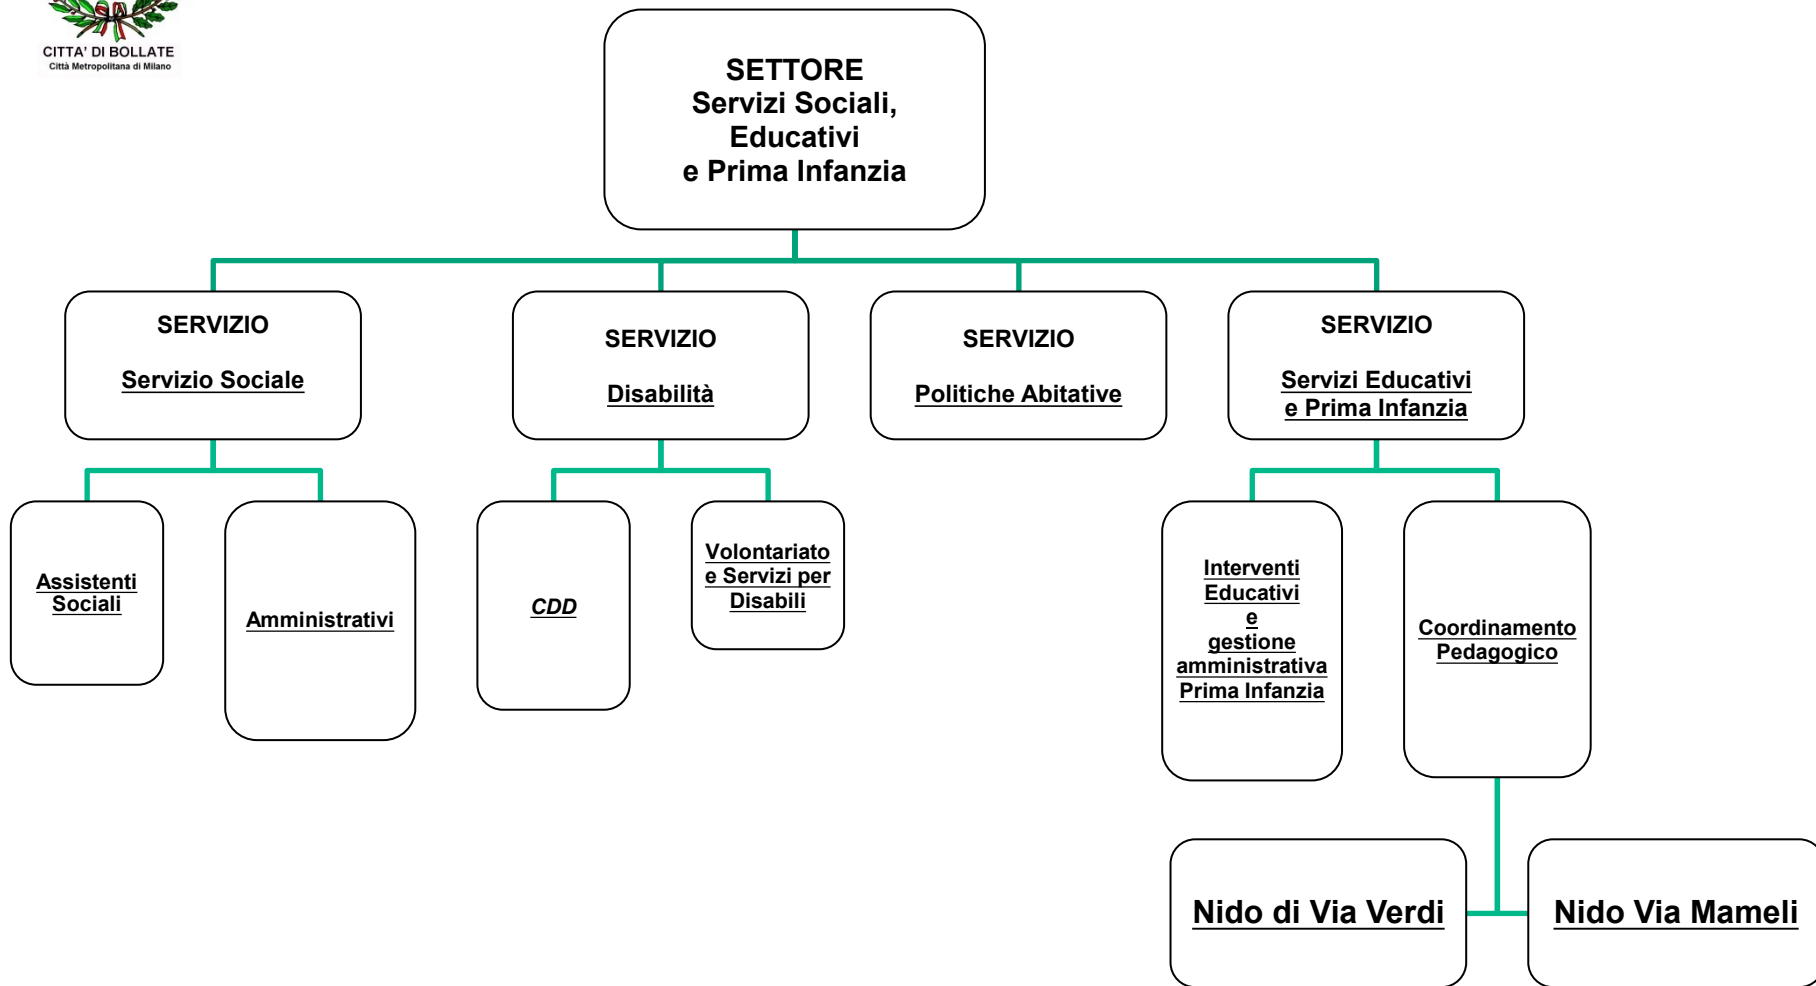 CITTA' DI BOLLATE
Città Metropolitana di Milano
SETTORE
Servizi Sociali,
Educativi
e Prima Infanzia
SERVIZIO
Servizio Sociale
SERVIZIO
Disabilità
SERVIZIO
Politiche Abitative
SERVIZIO
Servizi Educativi
e Prima Infanzia
Assistenti
Sociali
Amministrativi
CDD
Volontariato
e Servizi per
Disabili
Interventi
Educativi
e
gestione
amministrativa
Prima Infanzia
Coordinamento
Pedagogico
Nido di Via Verdi
Nido Via Mameli